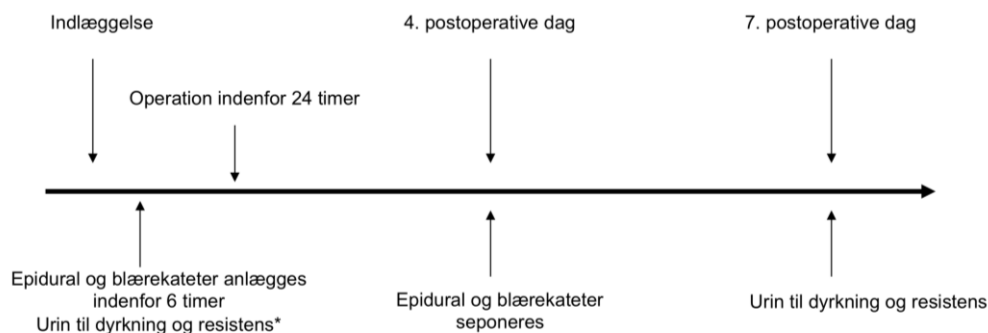 Indlæggelse
4. postoperative dag
7. postoperative dag
Operation indenfor 24 timer
Epidural og blærekateter anlægges
indenfor 6 timer
Urin til dyrkning og resistens*
Epidural og blærekateter
seponeres
Urin til dyrkning og resistens